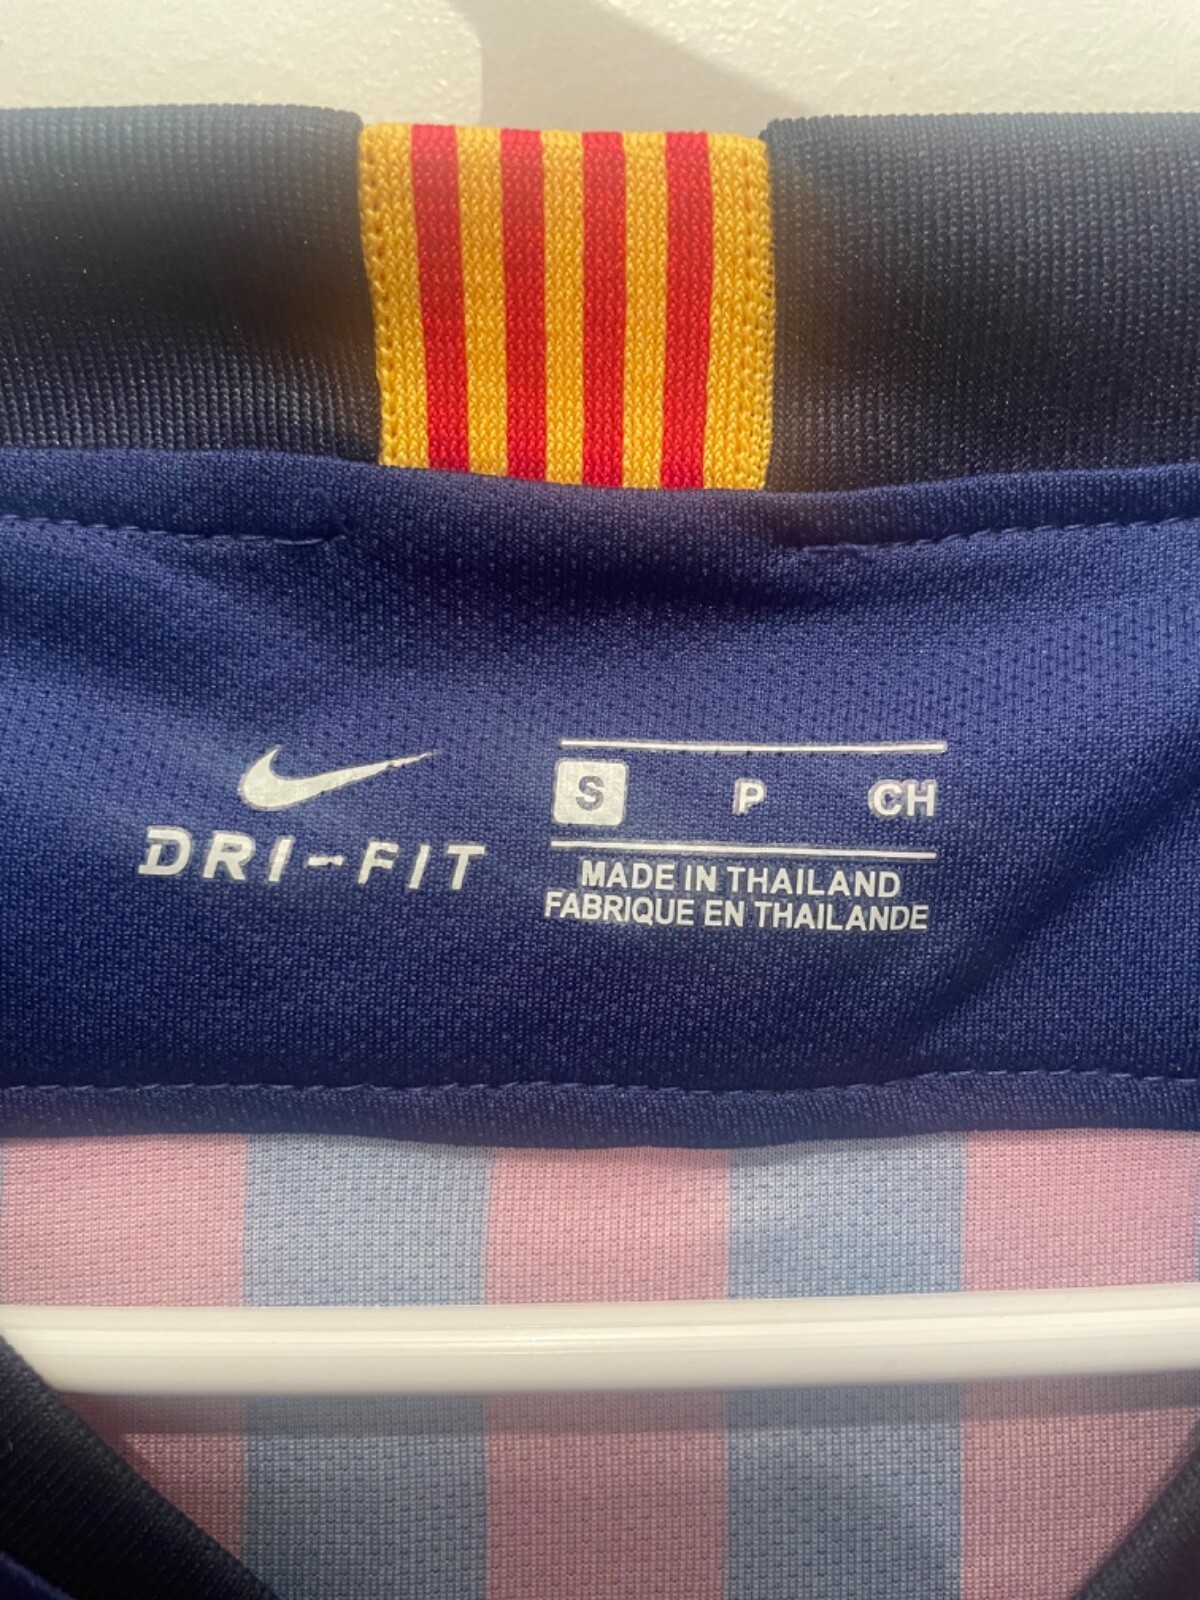 DRI-FIT
S P CH
MADE IN THAILAND
FABRIQUE EN THAILANDE